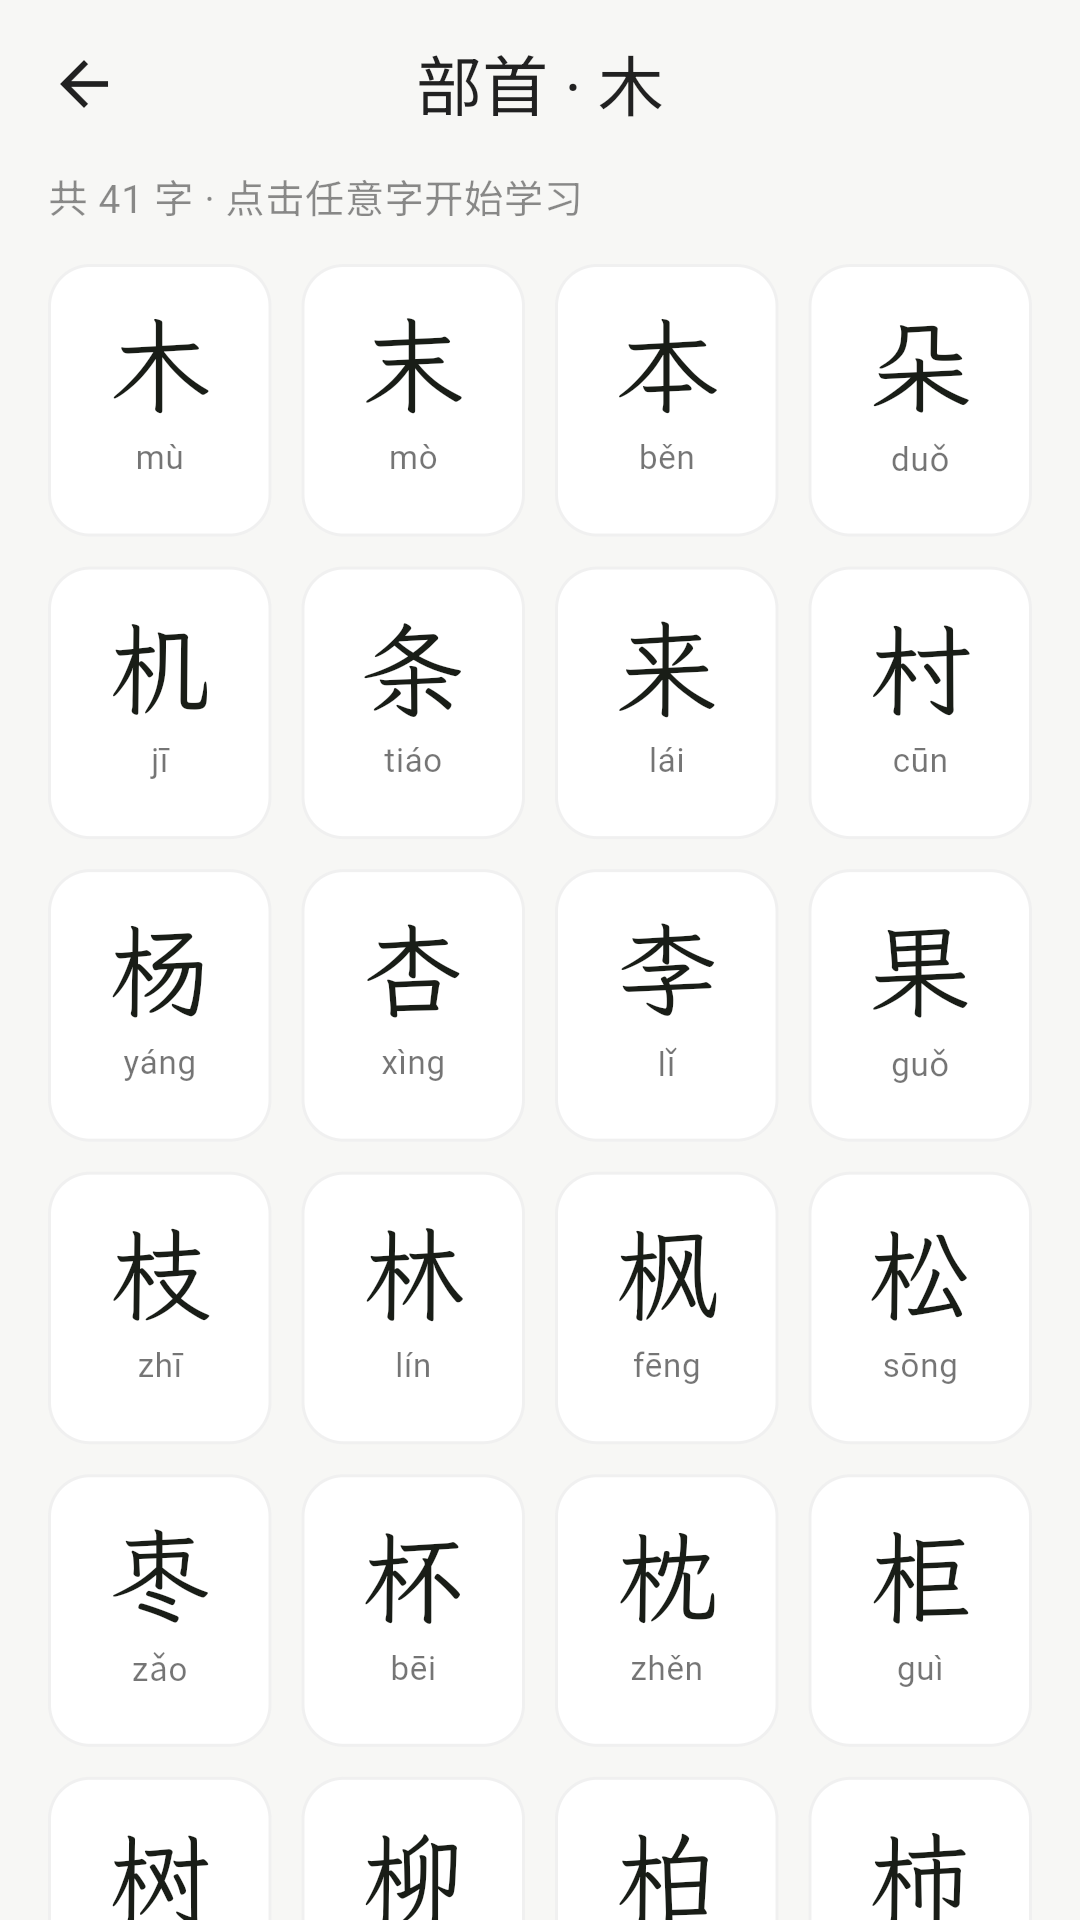 部首 · 木
共 41 字 · 点击任意字开始学习
木 末 本 朵
mù mò běn duǒ
机 条 来 村
jī tiáo lái cūn
杨 杏 李 果
yáng xìng lǐ guǒ
枝 林 枫 松
zhī lín fēng sōng
枣 杯 枕 柜
zǎo bēi zhěn guì
树 柳 柏 柿